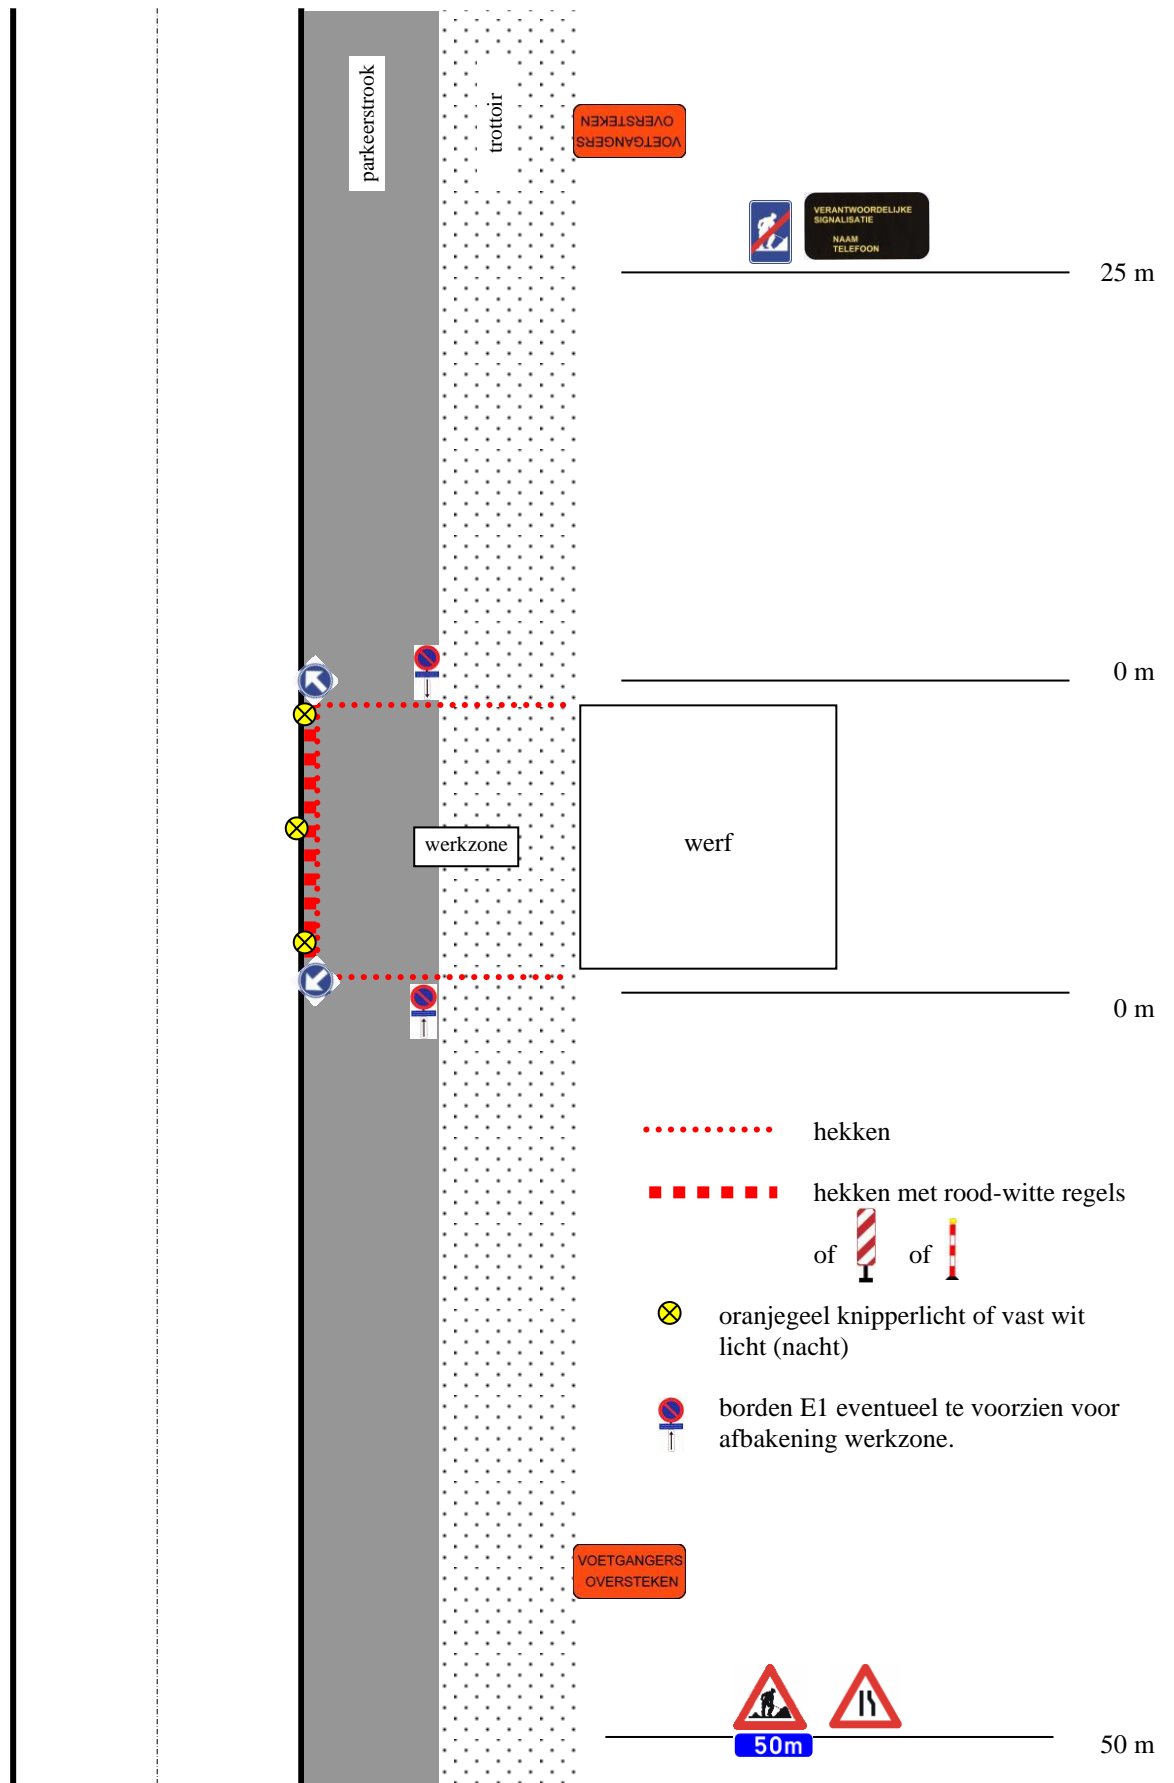 parkeerstrook
trottoir
VOETGANGERS
OVERSTEKEN
VERANTWOORDELIJKE
SIGNALISATIE
NAAM
TELEFOON
25 m
0 m
werkzone
werf
0 m
hekken
hekken met rood-witte regels
of of
oranjegeel knipperlicht of vast wit
licht (nacht)
borden E1 eventueel te voorzien voor
afbakening werkzone.
VOETGANGERS
OVERSTEKEN
50m
50 m